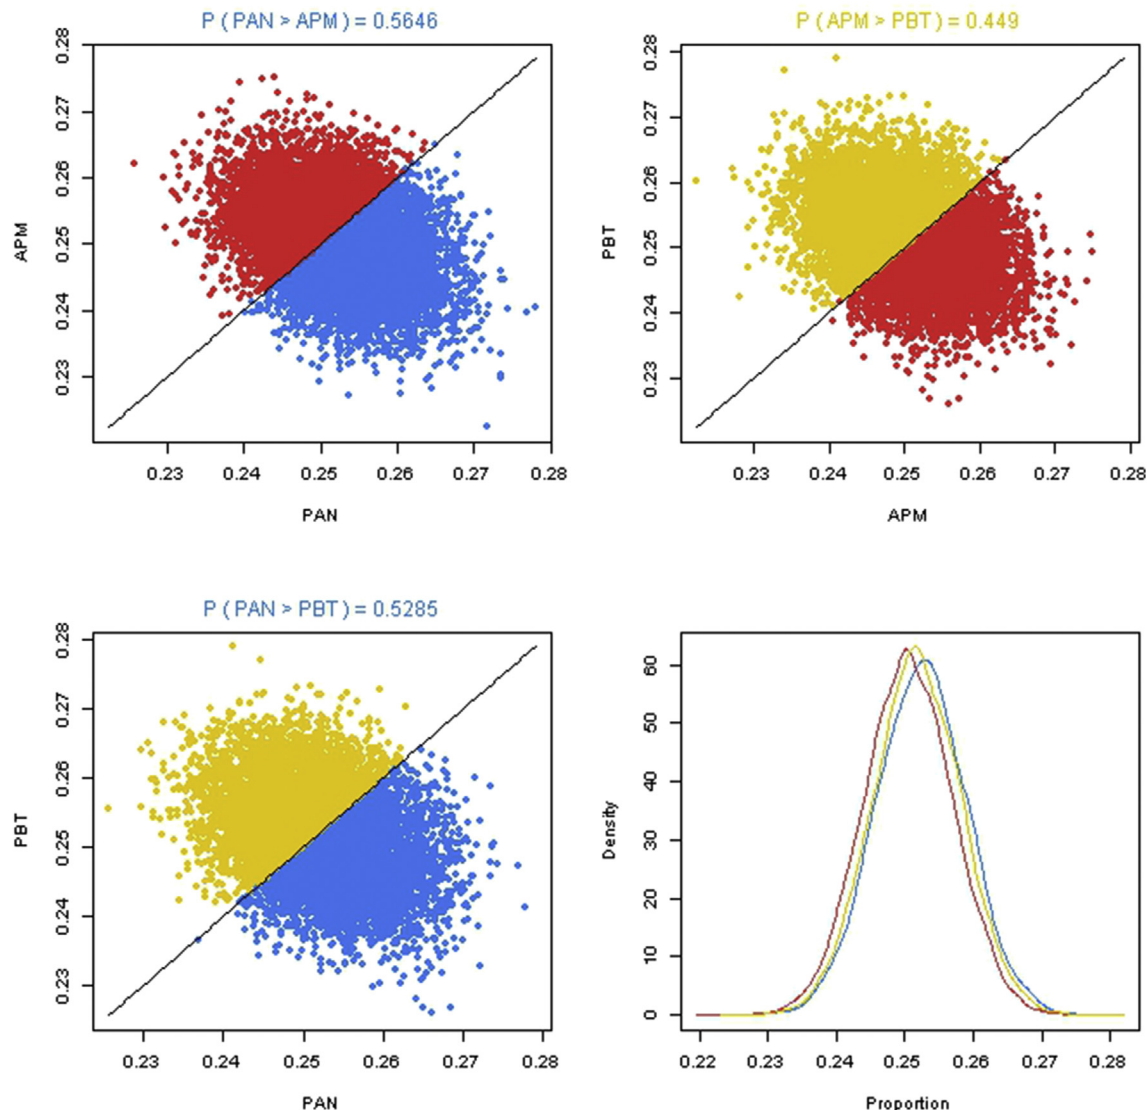 P ( PAN > APM ) = 0.5646
0.28
0.27
0.26
0.25
0.24
0.23
APM
0.23 0.24 0.25 0.26 0.27 0.28
PAN
P ( APM > PBT ) = 0.449
0.28
0.27
0.26
0.25
0.24
0.23
PBT
0.23 0.24 0.25 0.26 0.27 0.28
APM
P ( PAN > PBT ) = 0.5285
0.28
0.27
0.26
0.25
0.24
0.23
PBT
0.23 0.24 0.25 0.26 0.27 0.28
PAN
60
50
40
30
20
10
0
Density
0.22 0.23 0.24 0.25 0.26 0.27 0.28
Proportion